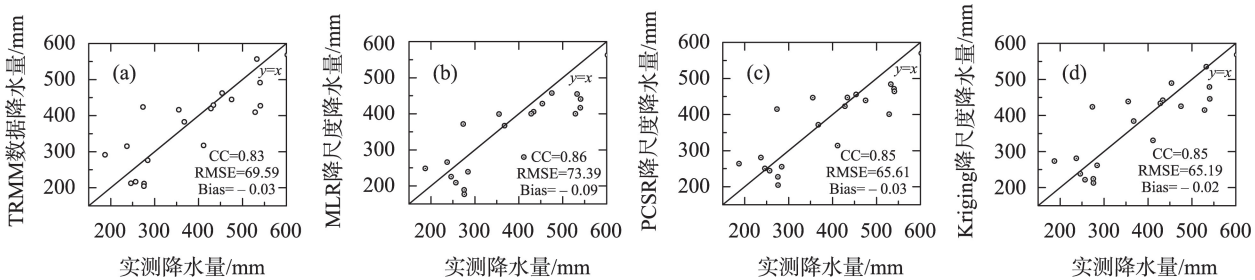 TRMM数据降水量/mm
600
500
400
300
200
(a)
y=x
CC=0.83
RMSE=69.59
Bias=－0.03
200 300 400 500 600
实测降水量/mm
MLR降尺度降水量/mm
600
500
400
300
200
(b)
y=x
CC=0.86
RMSE=73.39
Bias=－0.09
200 300 400 500 600
实测降水量/mm
PCSR降尺度降水量/mm
600
500
400
300
200
(c)
y=x
CC=0.85
RMSE=65.61
Bias=－0.03
200 300 400 500 600
实测降水量/mm
Kriging降尺度降水量/mm
600
500
400
300
200
(d)
y=x
CC=0.85
RMSE=65.19
Bias=－0.02
200 300 400 500 600
实测降水量/mm